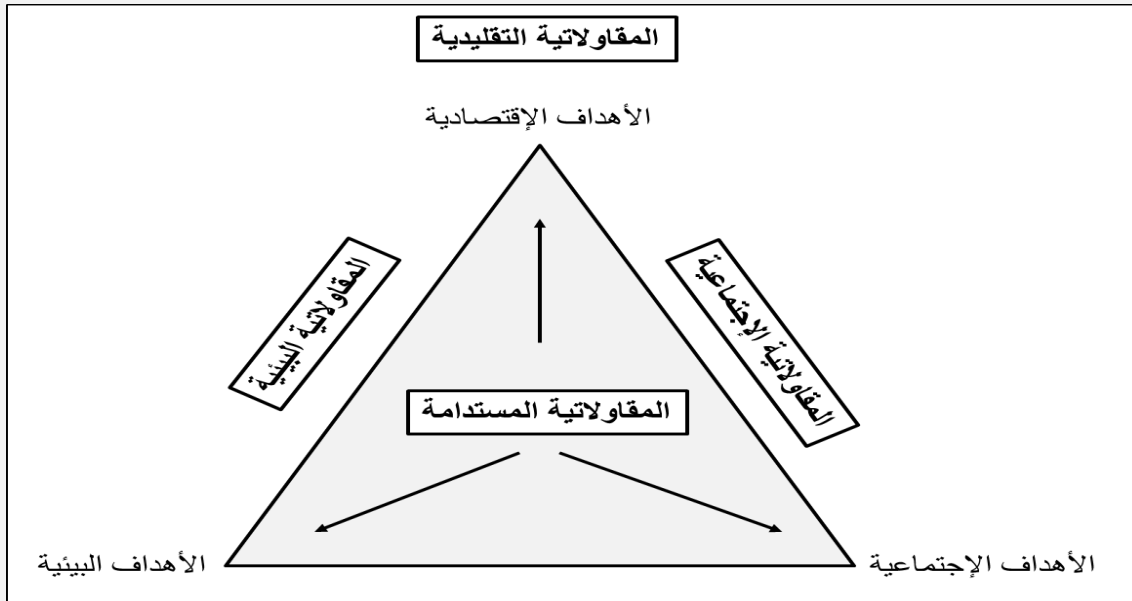 المقاولاتية التقليدية
الأهداف الإقتصادية
المقاولاتية الإجتماعية
المقاولاتية البيئية
المقاولاتية المستدامة
الأهداف الإجتماعية
الأهداف البيئية